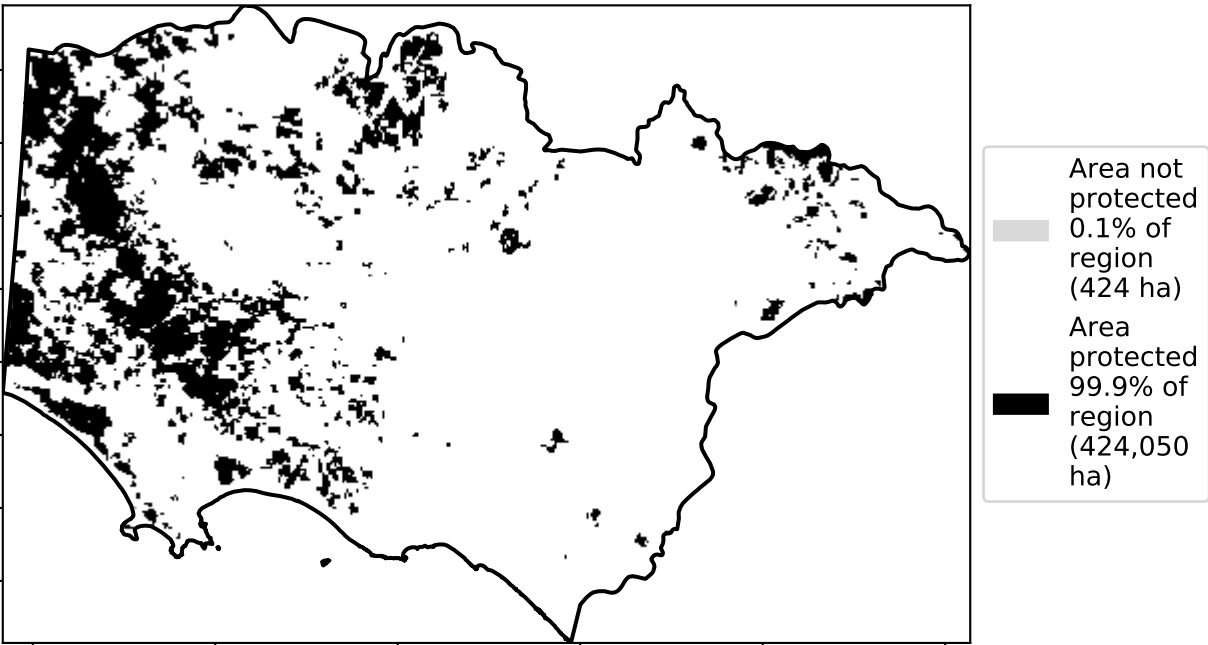 Area not
protected
0.1% of
region
(424 ha)
Area
protected
99.9% of
region
(424,050
ha)